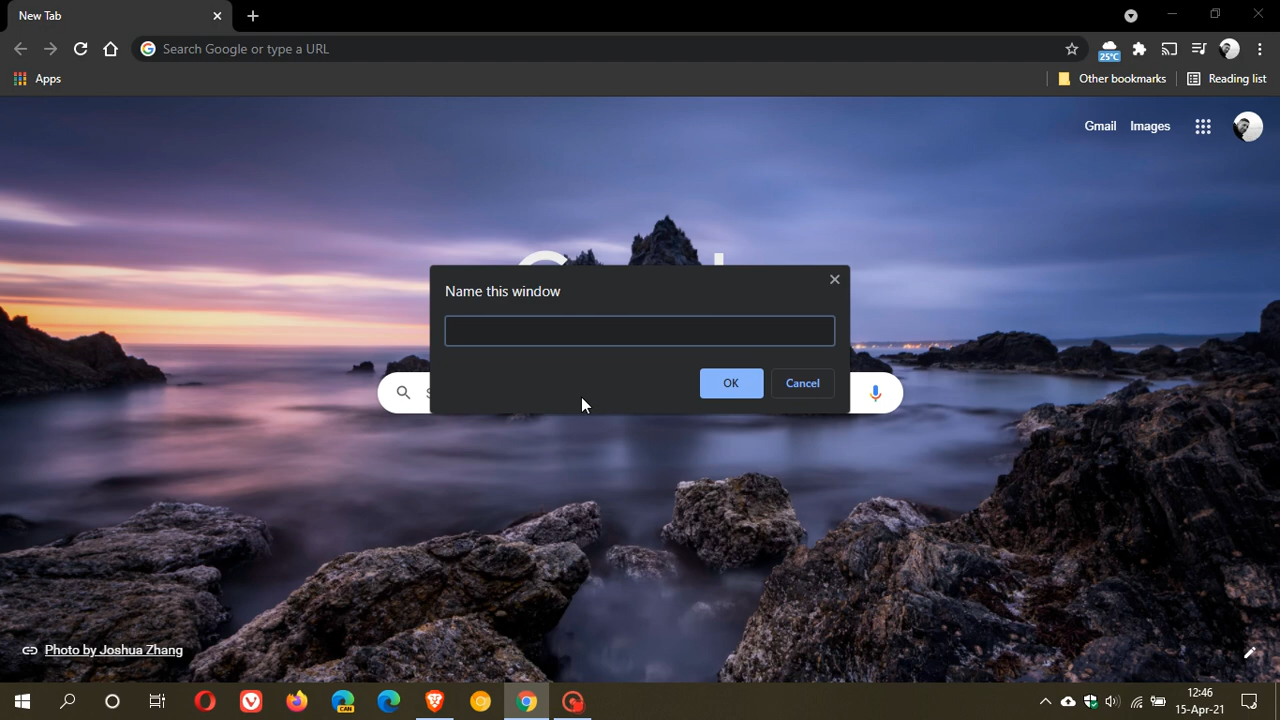 New Tab
Search Google or type a URL
25°C
Apps
Other bookmarks
Reading list
Gmail
Images
Name this window
OK
Cancel
Photo by Joshua Zhang
CAN
12:46
15-Apr-21